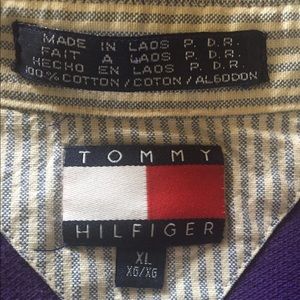 MADE IN LAOS P. D. R.
FAIT A LAOS P. D. R.
HECHO EN LAOS P. D. R.
100% COTTON / COTON / ALGODON
TOMMY
HILFIGER
XL
XG/XG